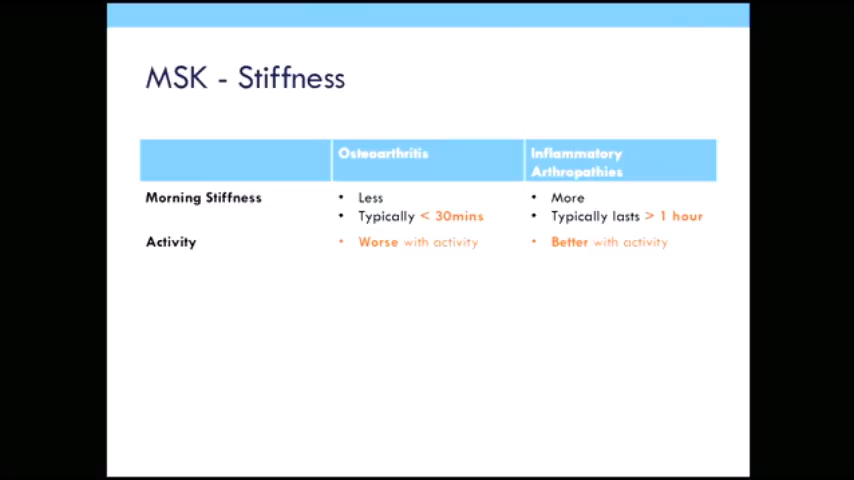 MSK - Stiffness
Osteoarthritis
Inflammatory
Arthropathies
Morning Stiffness
• Less
• Typically < 30mins
• More
• Typically lasts > 1 hour
Activity
• Worse with activity
• Better with activity